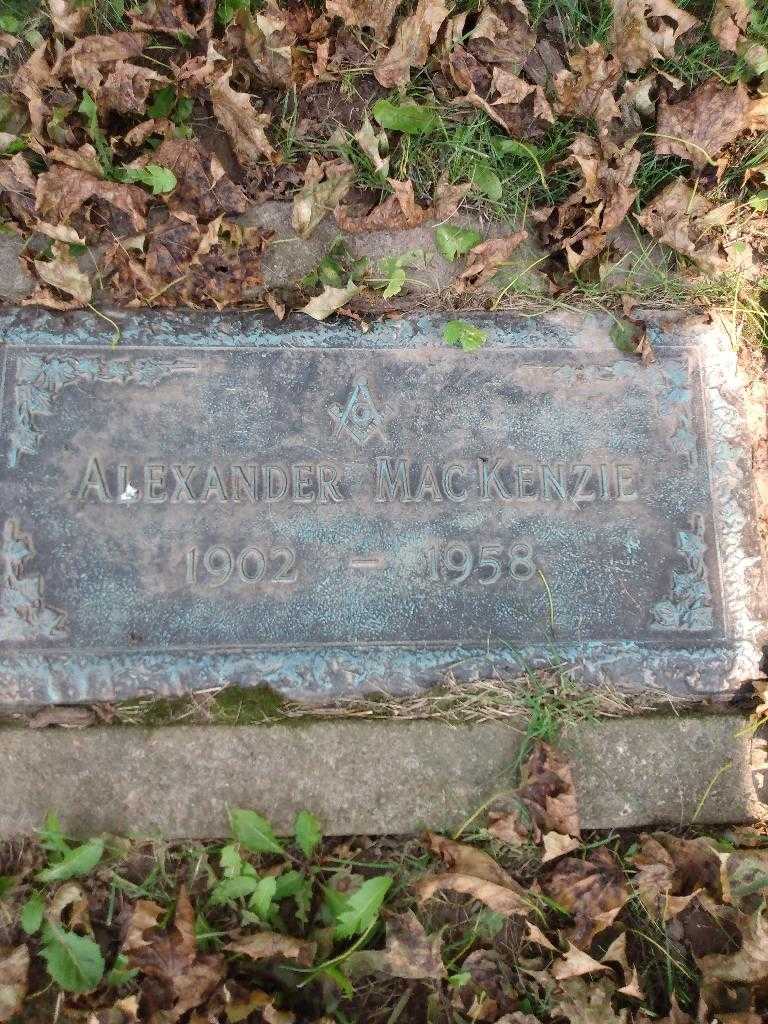 G
ALEXANDER MACKENZIE
1902 – 1958